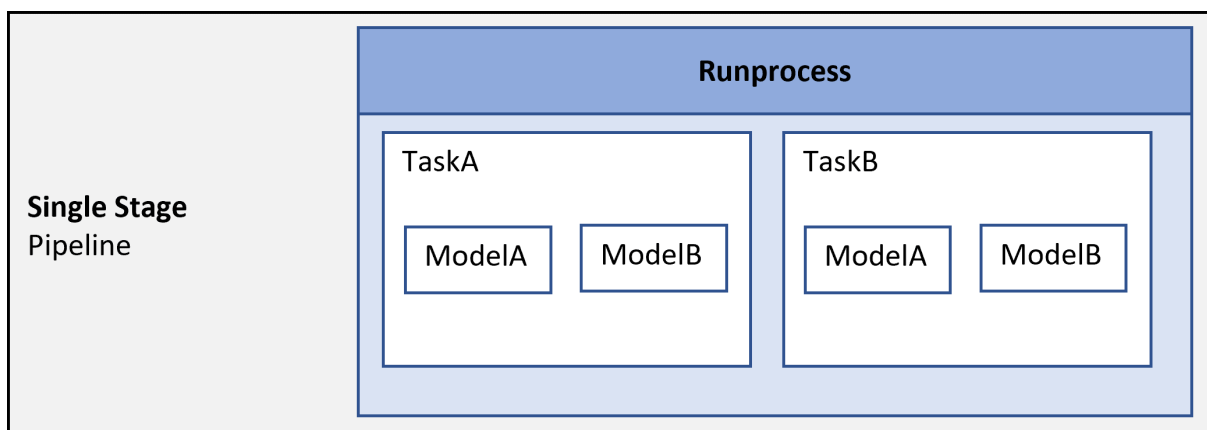 Runprocess
Single Stage
Pipeline
TaskA
ModelA
ModelB
TaskB
ModelA
ModelB